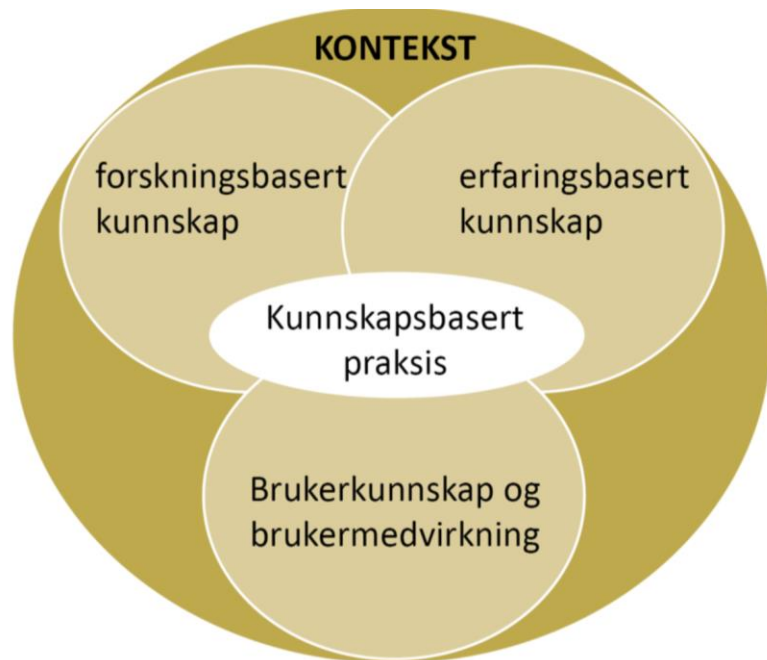 KONTEKST
forskningsbasert
kunnskap
erfaringsbasert
kunnskap
Kunnskapsbasert
praksis
Brukerkunnskap og
brukermedvirkning